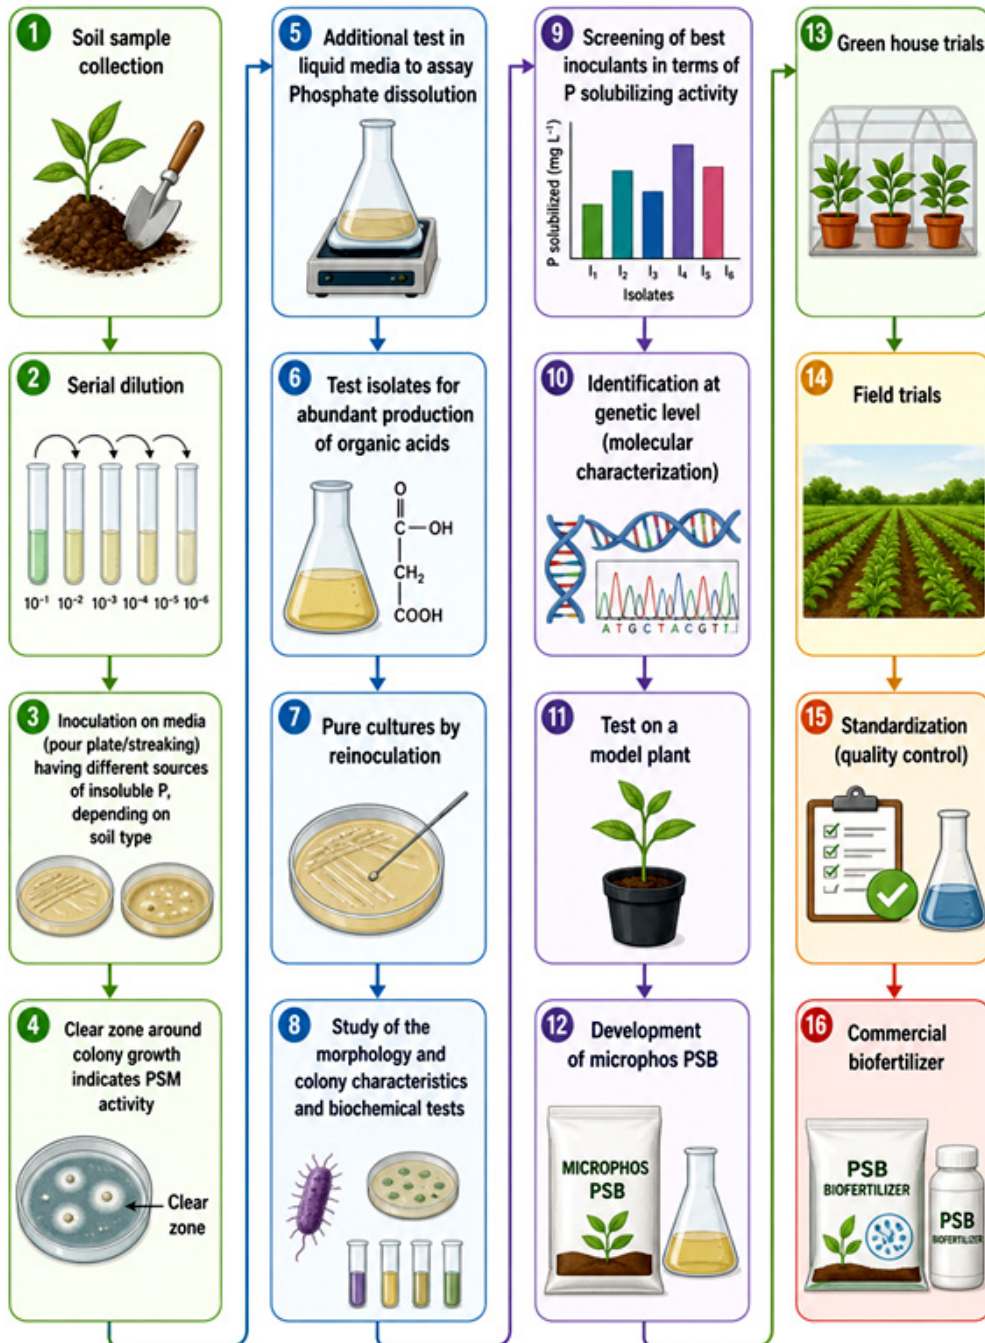 1
Soil sample
collection
2
Serial dilution
10⁻¹ 10⁻² 10⁻³ 10⁻⁴ 10⁻⁵ 10⁻⁶
3
Inoculation on media
(pour plate/streaking)
having different sources
of insoluble P,
depending on
soil type
4
Clear zone around
colony growth
indicates PSM
activity
Clear
zone
5
Additional test in
liquid media to assay
Phosphate dissolution
6
Test isolates for
abundant production
of organic acids
O
C—OH
CH₂
COOH
7
Pure cultures by
reinoculation
8
Study of the
morphology and
colony characteristics
and biochemical tests
9
Screening of best
inoculants in terms of
P solubilizing activity
P solubilized (mg L⁻¹)
I₁ I₂ I₃ I₄ I₅ I₆
Isolates
10
Identification at
genetic level
(molecular
characterization)
A T G C T A C G T
11
Test on a
model plant
12
Development
of microphos PSB
MICROPHOS
PSB
13
Green house trials
14
Field trials
15
Standardization
(quality control)
16
Commercial
biofertilizer
PSB
BIOFERTILIZER
PSB
BIOFERTILIZER